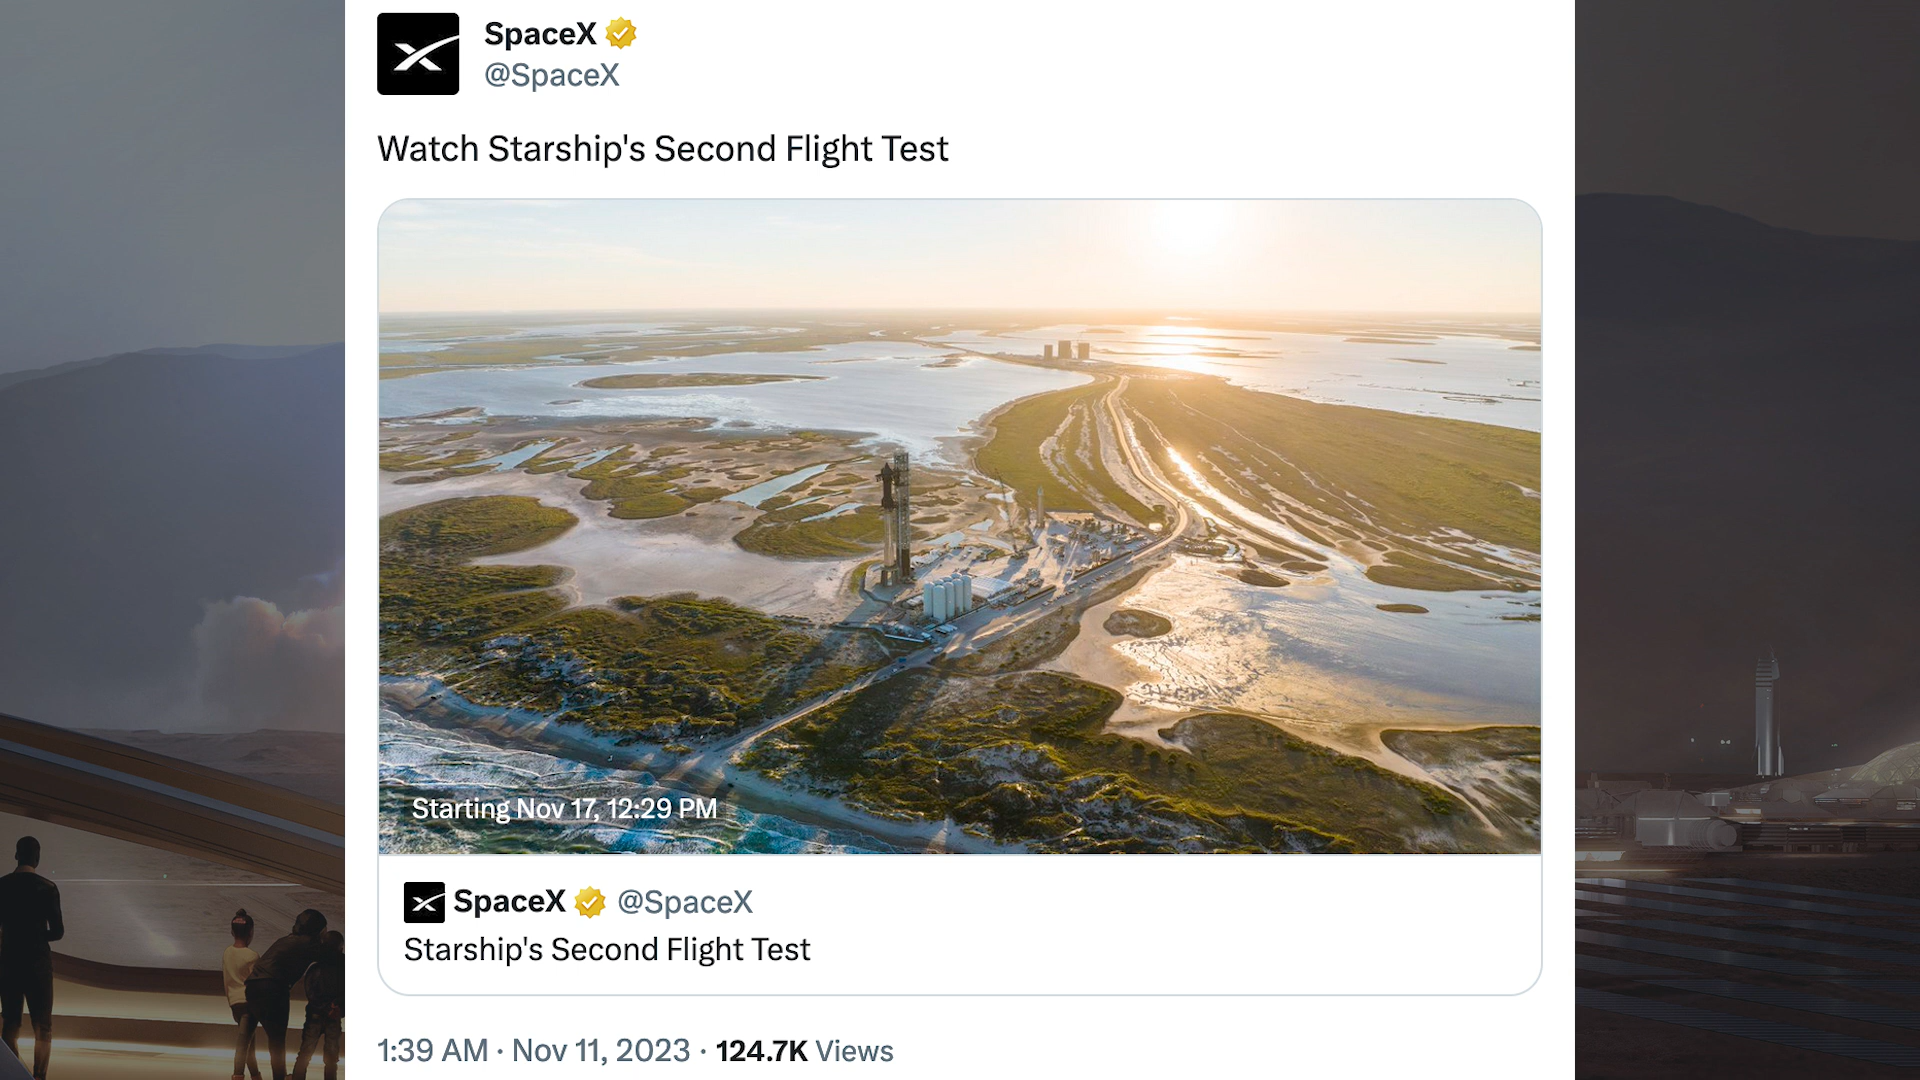 SpaceX
@SpaceX
Watch Starship's Second Flight Test
Starting Nov 17, 12:29 PM
SpaceX @SpaceX
Starship's Second Flight Test
1:39 AM · Nov 11, 2023 · 124.7K Views